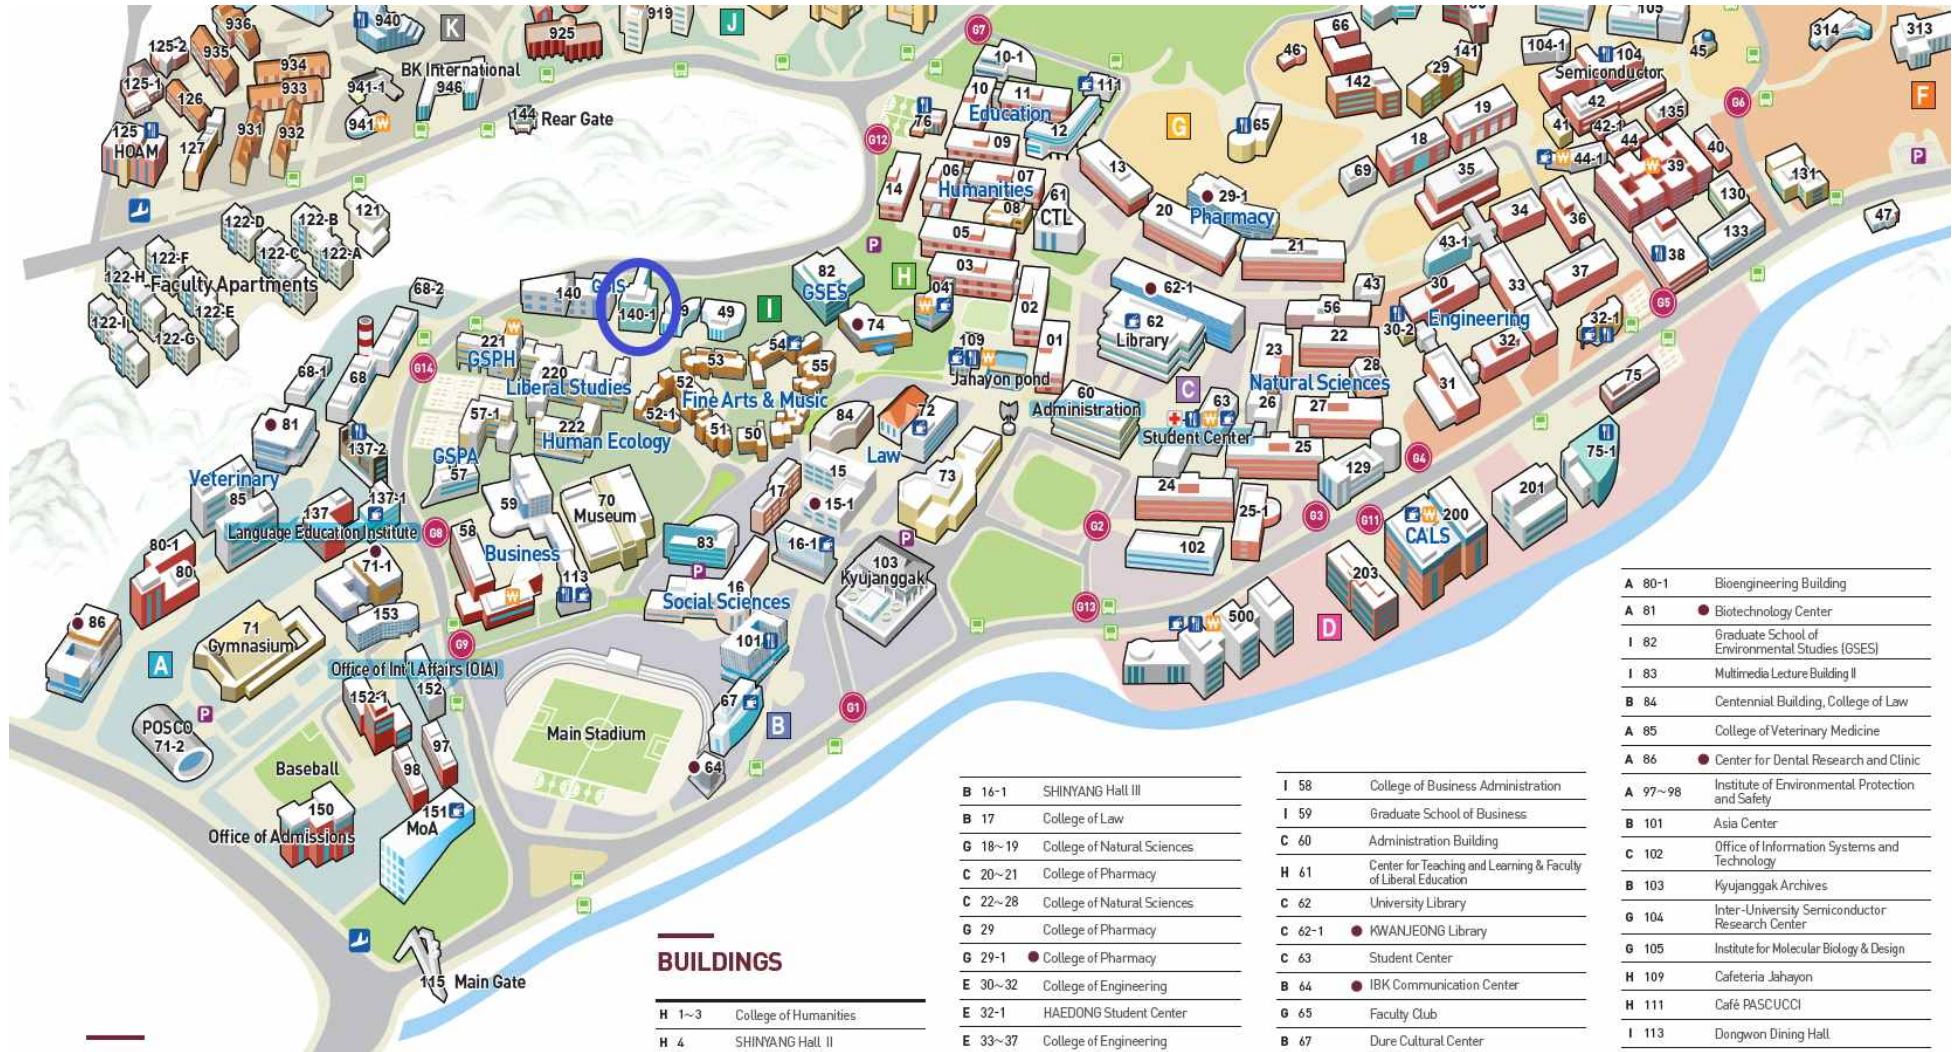 936
940
K
925
919
J
G7
66
105
314
313
125-2
935
934
BK International
946
10-1
111
46
141
104-1
104
45
Semiconductor
125-1
126
933
941-1
10
11
142
29
42
135
G6
F
125
HOAM
127
931
932
941
144 Rear Gate
76
Education
12
G
65
19
41
42-1
G12
09
18
44
40
44-1
39
P
14
06
07
Humanities
13
69
35
131
130
08
61
CTL
29-1
Pharmacy
20
34
36
47
122-D
122-B
121
05
21
43-1
133
38
122-F
122-C
122-A
P
122-H
Faculty Apartments
82
GSES
H
03
33
37
68-2
140
GSIS
140-1
49
I
04
02
62-1
43
30
G5
122-I
122-E
122-G
74
62
Library
56
30-2
Engineering
32-1
221
GSPH
54
109
01
22
32
G14
53
55
Jahayon pond
23
28
68-1
68
220
Liberal Studies
52
Fine Arts & Music
60
Administration
C
Natural Sciences
31
75
81
57-1
222
Human Ecology
52-1
51
50
84
72
63
26
27
Student Center
137-2
GSPA
57
Law
25
G4
129
75-1
Veterinary
85
59
70
Museum
15
73
24
201
137-1
137
17
15-1
25-1
G3
G11
200
CALS
Language Education Institute
G8
58
83
16-1
P
G2
102
80-1
80
71-1
Business
113
P
103
Kyujanggak
203
16
Social Sciences
86
71
Gymnasium
153
G9
101
G13
500
D
A
Office of Int'l Affairs (OIA)
152
152-1
67
G1
B
POSCO
71-2
P
Main Stadium
97
64
Baseball
98
150
Office of Admissions
151
MoA
115 Main Gate
BUILDINGS
H 1~3 College of Humanities
H 4 SHINYANG Hall II
B 16-1 SHINYANG Hall III
B 17 College of Law
G 18~19 College of Natural Sciences
C 20~21 College of Pharmacy
C 22~28 College of Natural Sciences
G 29 College of Pharmacy
G 29-1 College of Pharmacy
E 30~32 College of Engineering
E 32-1 HAEDONG Student Center
E 33~37 College of Engineering
I 58 College of Business Administration
I 59 Graduate School of Business
C 60 Administration Building
H 61 Center for Teaching and Learning & Faculty
of Liberal Education
C 62 University Library
C 62-1 KWANJEONG Library
C 63 Student Center
B 64 IBK Communication Center
G 65 Faculty Club
B 67 Dure Cultural Center
A 80-1 Bioengineering Building
A 81 Biotechnology Center
I 82 Graduate School of
Environmental Studies (GSES)
I 83 Multimedia Lecture Building II
B 84 Centennial Building, College of Law
A 85 College of Veterinary Medicine
A 86 Center for Dental Research and Clinic
A 97~98 Institute of Environmental Protection
and Safety
B 101 Asia Center
C 102 Office of Information Systems and
Technology
B 103 Kyujanggak Archives
G 104 Inter-University Semiconductor
Research Center
G 105 Institute for Molecular Biology & Design
H 109 Cafeteria Jahayon
H 111 Café PASCUCCI
I 113 Dongwon Dining Hall